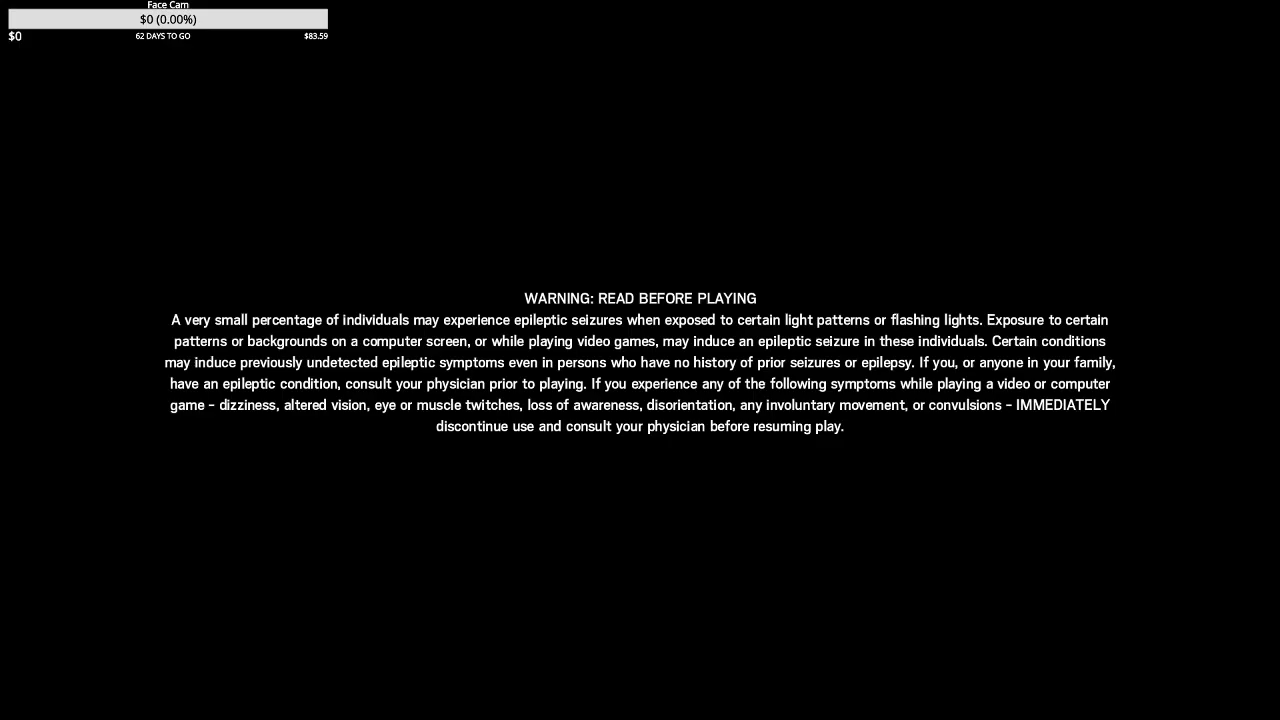 Face Cam
$0 (0.00%)
$0 62 DAYS TO GO $83.59
WARNING: READ BEFORE PLAYING
A very small percentage of individuals may experience epileptic seizures when exposed to certain light patterns or flashing lights. Exposure to certain
patterns or backgrounds on a computer screen, or while playing video games, may induce an epileptic seizure in these individuals. Certain conditions
may induce previously undetected epileptic symptoms even in persons who have no history of prior seizures or epilepsy. If you, or anyone in your family,
have an epileptic condition, consult your physician prior to playing. If you experience any of the following symptoms while playing a video or computer
game - dizziness, altered vision, eye or muscle twitches, loss of awareness, disorientation, any involuntary movement, or convulsions - IMMEDIATELY
discontinue use and consult your physician before resuming play.